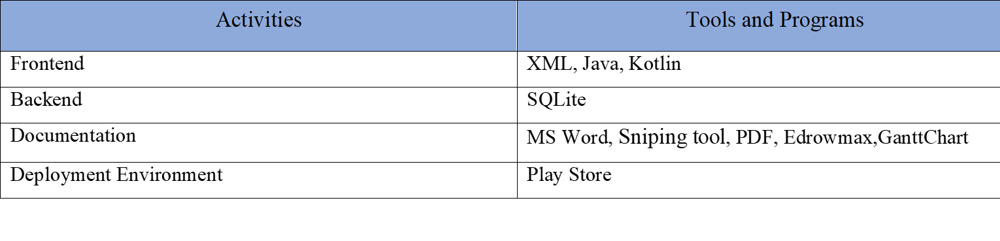 Activities Tools and Programs
Frontend XML, Java, Kotlin
Backend SQLite
Documentation MS Word, Sniping tool, PDF, Edrowmax,GanttChart
Deployment Environment Play Store